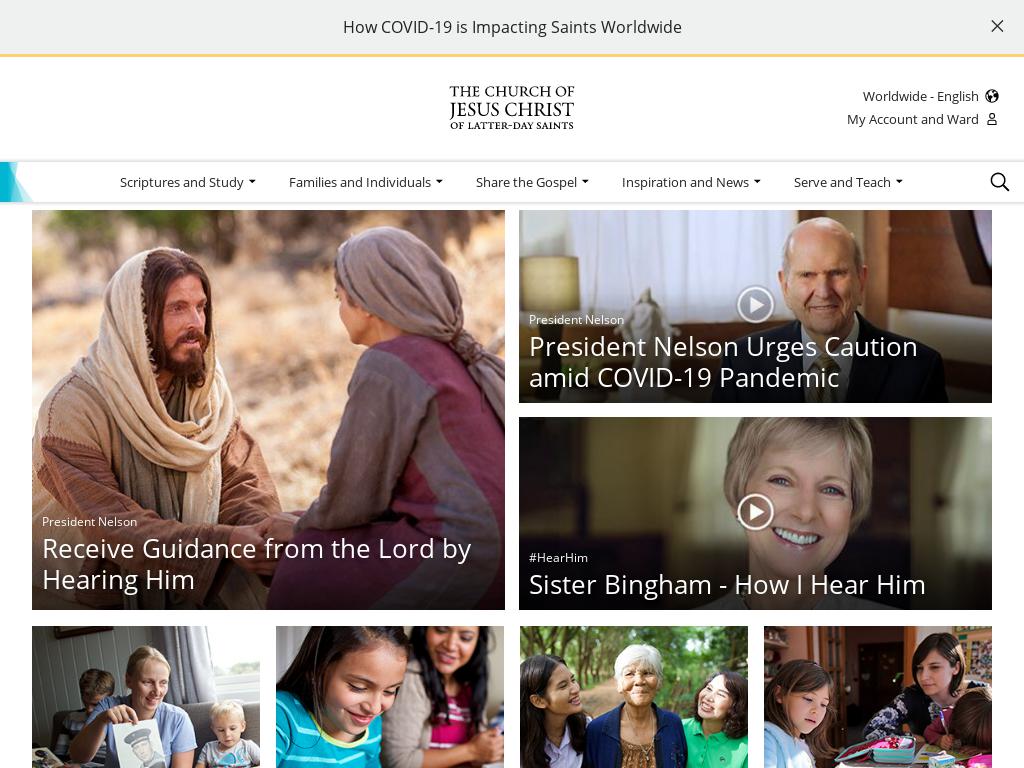 How COVID-19 is Impacting Saints Worldwide
THE CHURCH OF
JESUS CHRIST
OF LATTER-DAY SAINTS
Worldwide - English
My Account and Ward
Scriptures and Study
Families and Individuals
Share the Gospel
Inspiration and News
Serve and Teach
President Nelson
Receive Guidance from the Lord by
Hearing Him
President Nelson
President Nelson Urges Caution
amid COVID-19 Pandemic
#HearHim
Sister Bingham - How I Hear Him